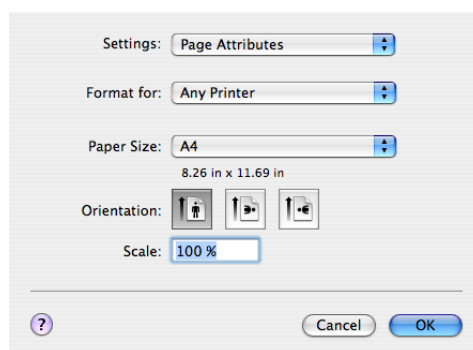 Settings: Page Attributes
Format for: Any Printer
Paper Size: A4
8.26 in x 11.69 in
Orientation:
Scale: 100 %
? Cancel OK